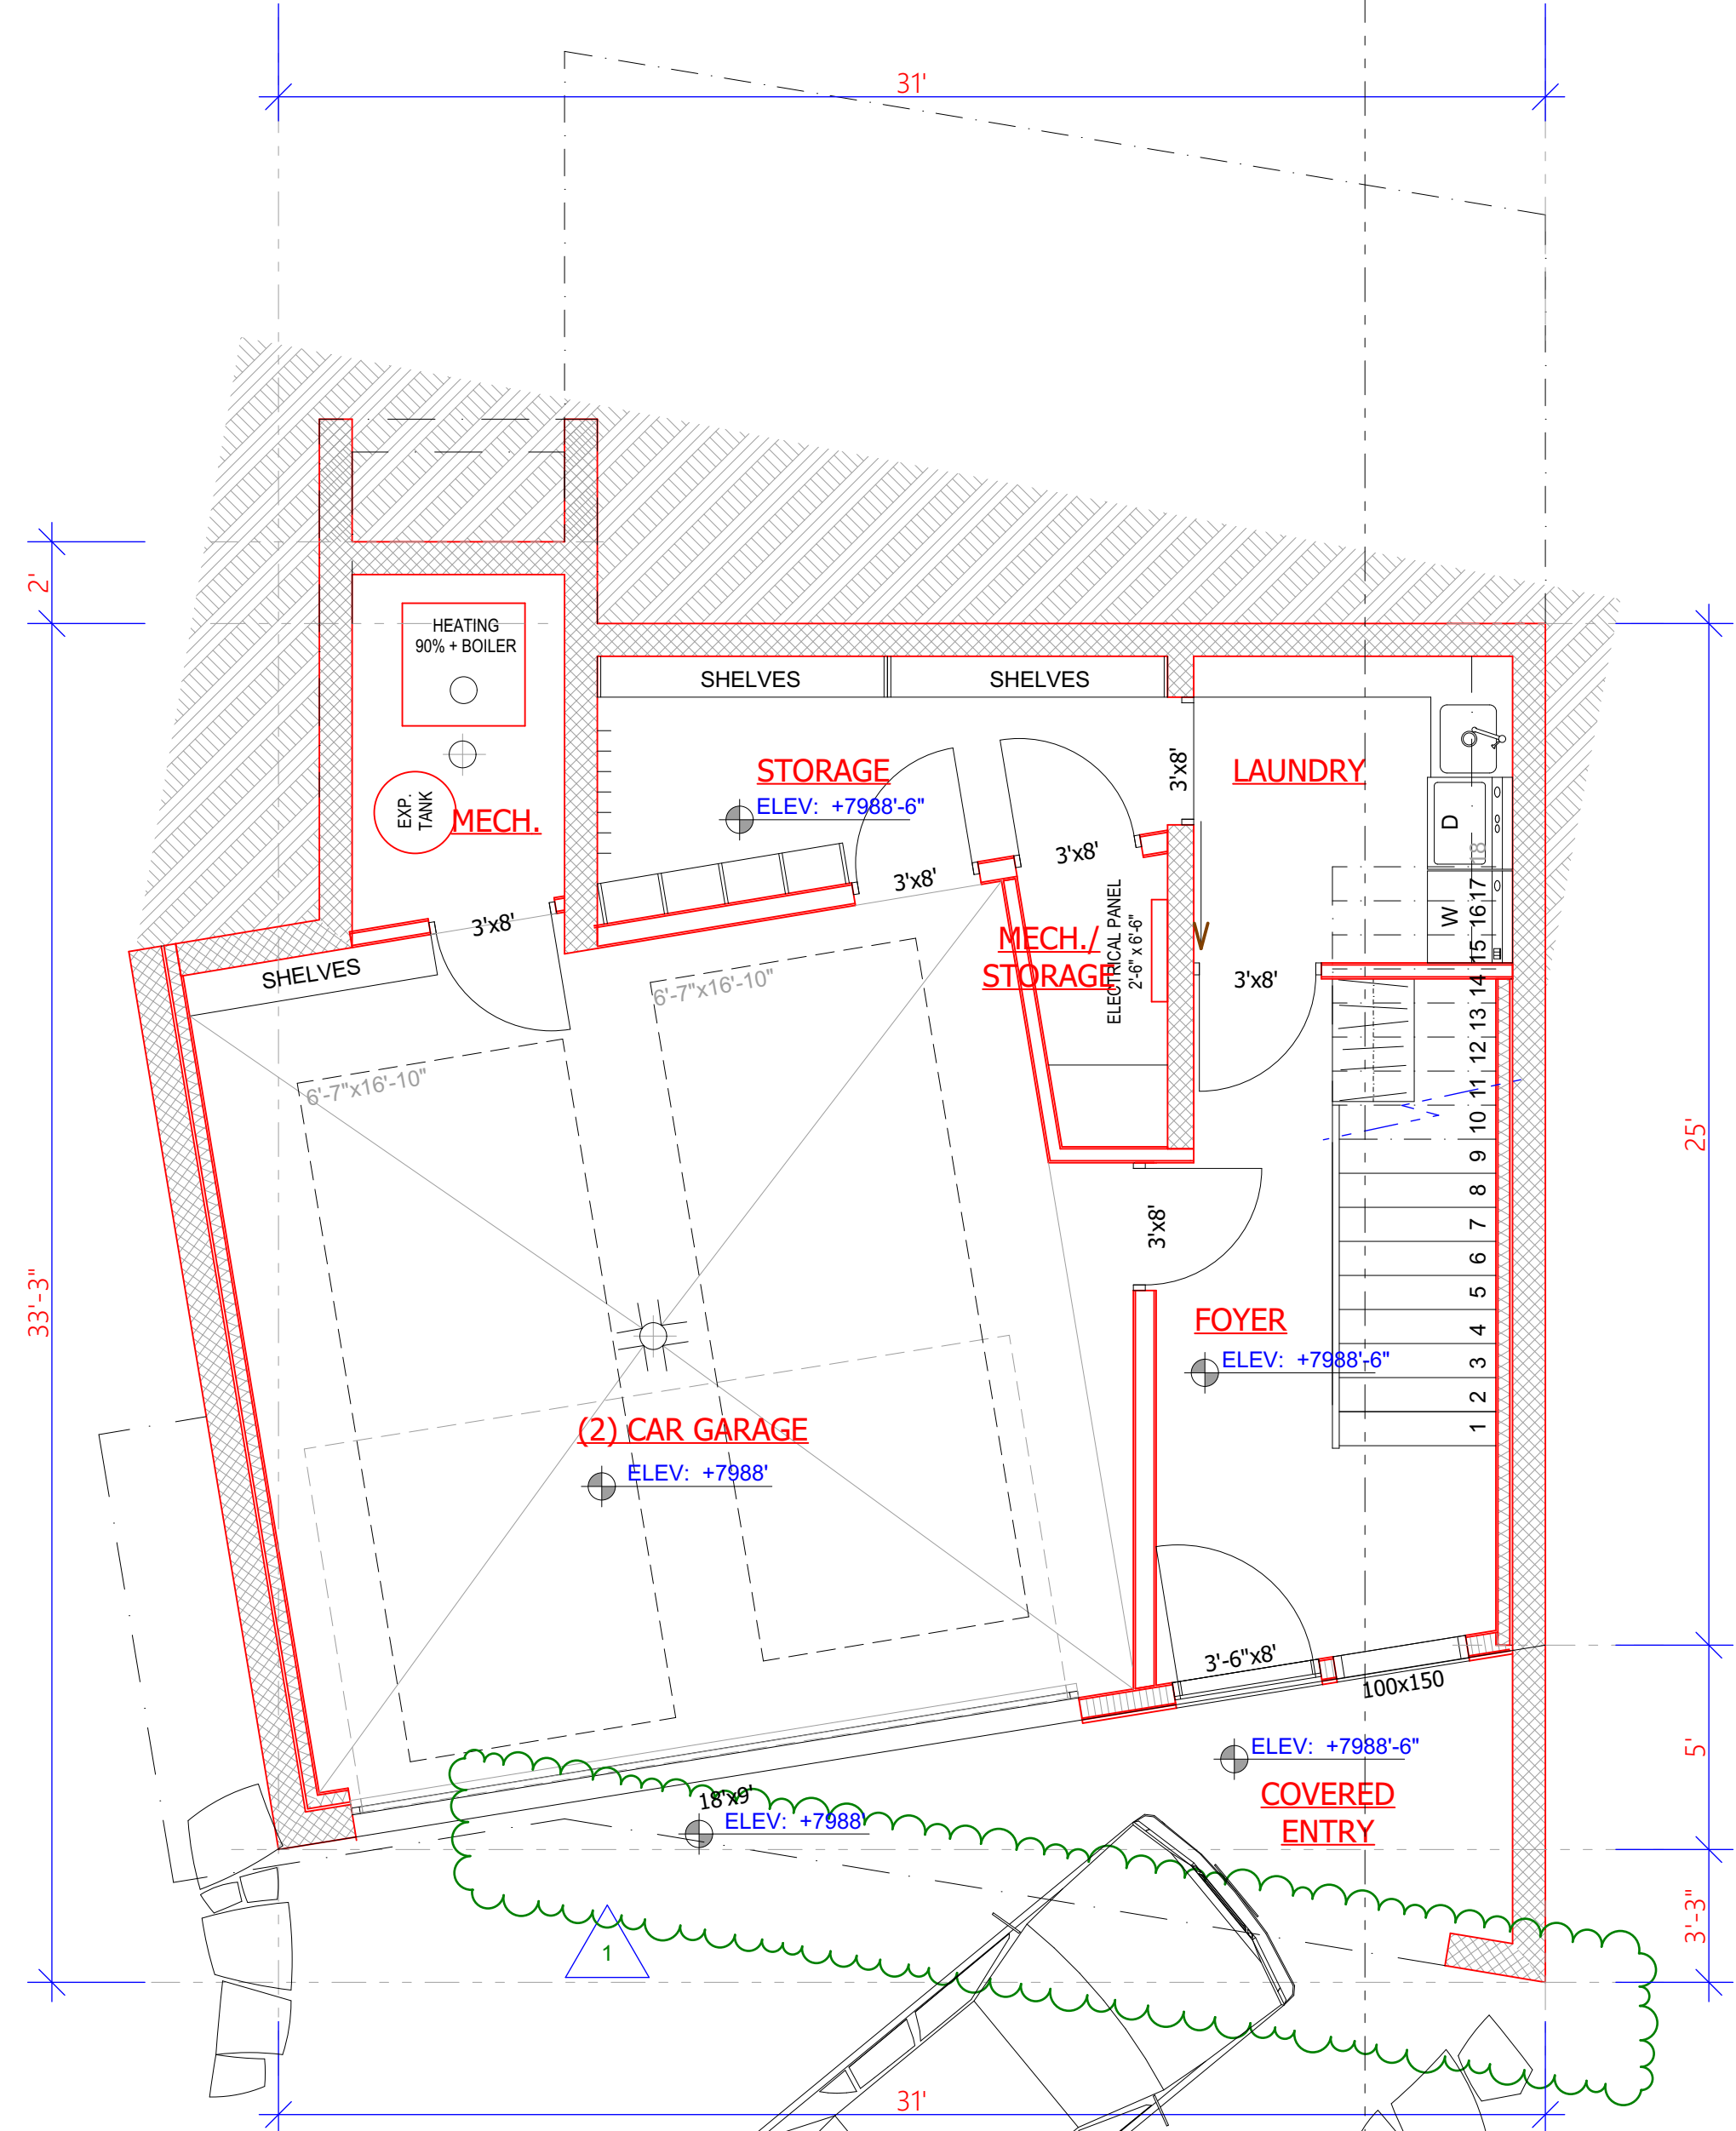 31'
2'
HEATING
90% + BOILER
SHELVES
SHELVES
STORAGE
ELEV: +7988'-6"
3'x8'
LAUNDRY
EXP.
TANK
MECH.
D
W
3'x8'
3'x8'
3'x8'
MECH./
STORAGE
ELECTRICAL PANEL
2-6" x 6'-6"
3'x8'
SHELVES
6'-7"x16'-10"
6'-7"x16'-10"
18
17
16
15
14
13
12
11
10
9
8
7
6
5
4
3
2
1
25'
3'x8'
33'-3"
FOYER
ELEV: +7988'-6"
(2) CAR GARAGE
ELEV: +7988'
3'-6"x8'
100x150
5'
ELEV: +7988'-6"
COVERED
ENTRY
18'x9'
ELEV: +7988'
3'-3"
1
31'